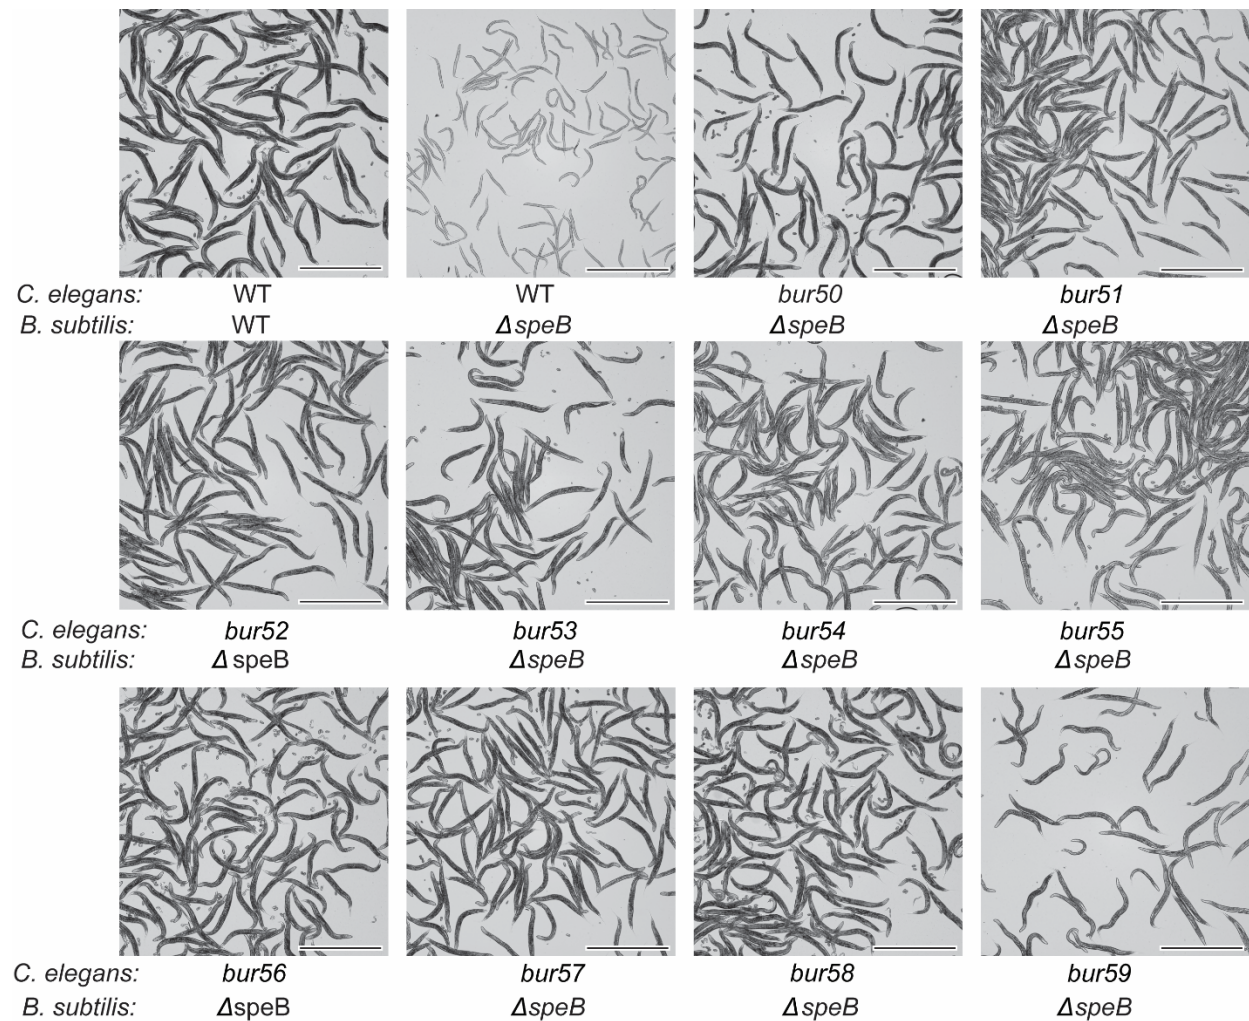 C. elegans: WT WT bur50 bur51
B. subtilis: WT ΔspeB ΔspeB ΔspeB
C. elegans: bur52 bur53 bur54 bur55
B. subtilis: ΔspeB ΔspeB ΔspeB ΔspeB
C. elegans: bur56 bur57 bur58 bur59
B. subtilis: ΔspeB ΔspeB ΔspeB ΔspeB